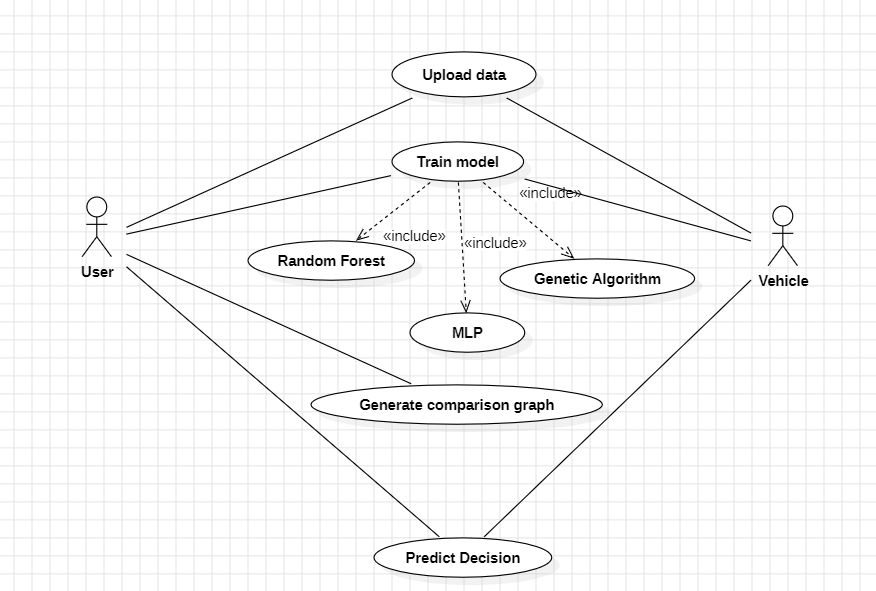 Upload data
Train model
«include»
«include»
«include»
Random Forest
Genetic Algorithm
User
Vehicle
MLP
Generate comparison graph
Predict Decision